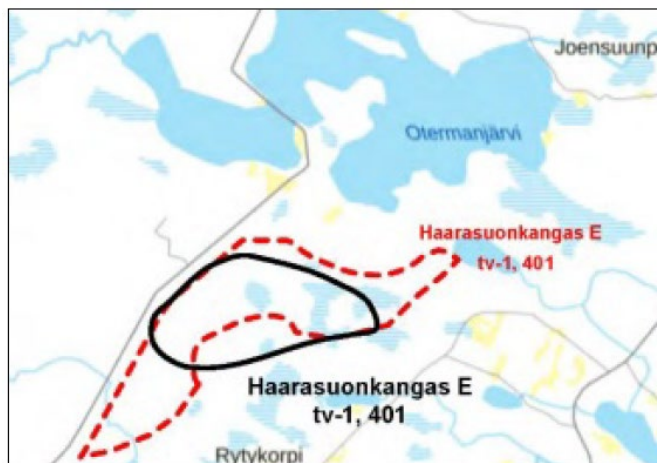 Joensuunp
Otermanjärvi
Haarasuonkangas E
tv-1, 401
Haarasuonkangas E
tv-1, 401
Rytykorpi